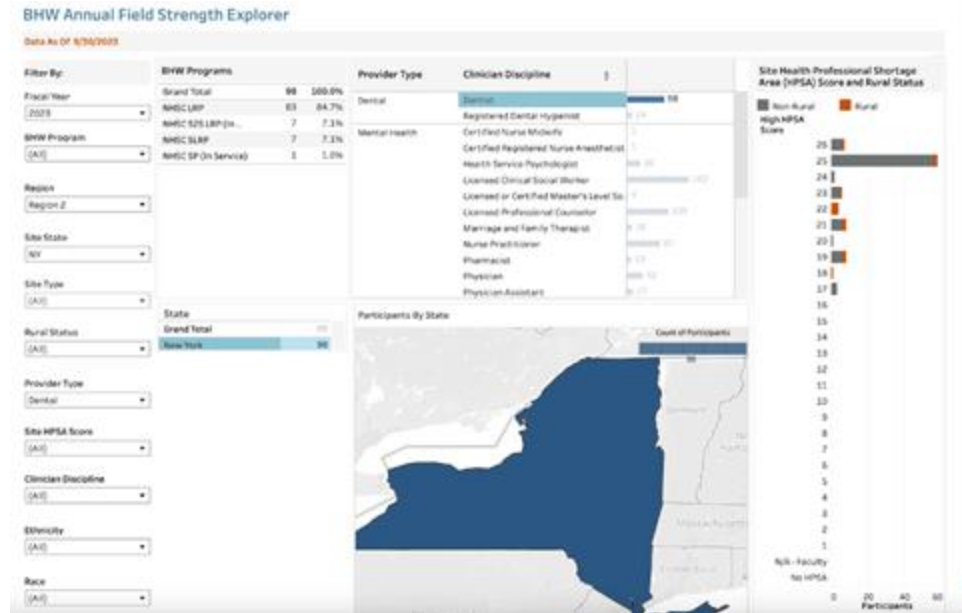 BHW Annual Field Strength Explorer
Data As Of 9/30/2023
Filter By:
Fiscal Year
2023
BHW Program
(All)
Region
Region 2
Site State
NY
Site Type
(All)
Rural Status
(All)
Provider Type
Dental
Site HPSA Score
(All)
Clinician Discipline
(All)
Ethnicity
(All)
Race
(All)
BHW Programs
Grand Total 98 100.0%
NHSC LRP 83 84.7%
NHSC S2S LRP (In ... 7 7.1%
NHSC SLRP 7 7.1%
NHSC SP (In Service) 1 1.0%
State
Grand Total
New York 98
Provider Type Clinician Discipline
Dental Dentist 98
Registered Dental Hygienist
Mental Health Certified Nurse Midwife
Certified Registered Nurse Anesthetist
Health Service Psychologist
Licensed Clinical Social Worker
Licensed or Certified Master's Level So
Licensed Professional Counselor
Marriage and Family Therapist
Nurse Practitioner
Pharmacist
Physician
Physician Assistant
Participants By State
Count of Participants
98
Site Health Professional Shortage
Area (HPSA) Score and Rural Status
Non-Rural Rural
High HPSA
Score
26
25
24
23
22
21
20
19
18
17
16
15
14
13
12
11
10
9
8
7
6
5
4
3
2
1
N/A - Faculty
No HPSA
0 20 40 60
Participants